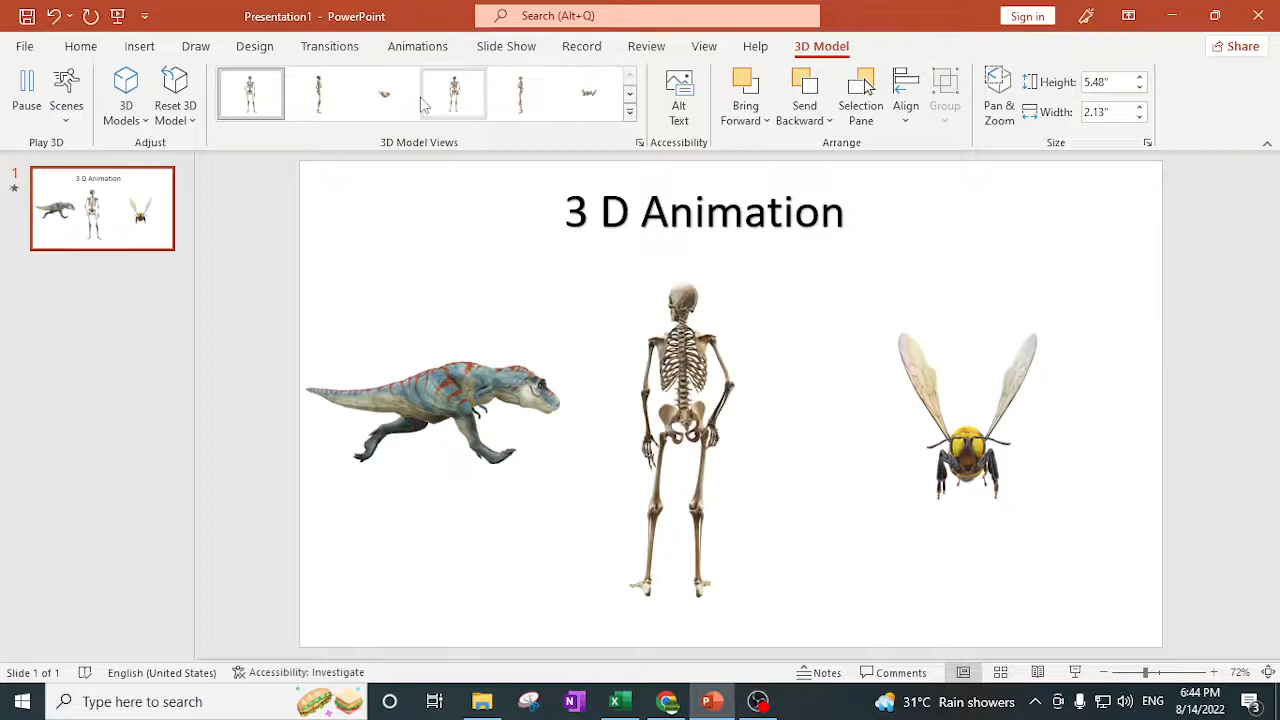 Presentation1 - PowerPoint
Search (Alt+Q)
Sign in
File Home Insert Draw Design Transitions Animations Slide Show Record Review View Help 3D Model Share
Pause
Scenes
3D Models
Reset 3D Model
Alt Text
Bring Forward
Send Backward
Selection Pane
Align
Group
Pan & Zoom
Height: 5.48"
Width: 2.13"
Play 3D Adjust 3D Model Views Accessibility Arrange Size
1
3 D Animation
3 D Animation
Slide 1 of 1 English (United States) Accessibility: Investigate Notes Comments 72%
Type here to search
31°C Rain showers
ENG
6:44 PM
8/14/2022
3